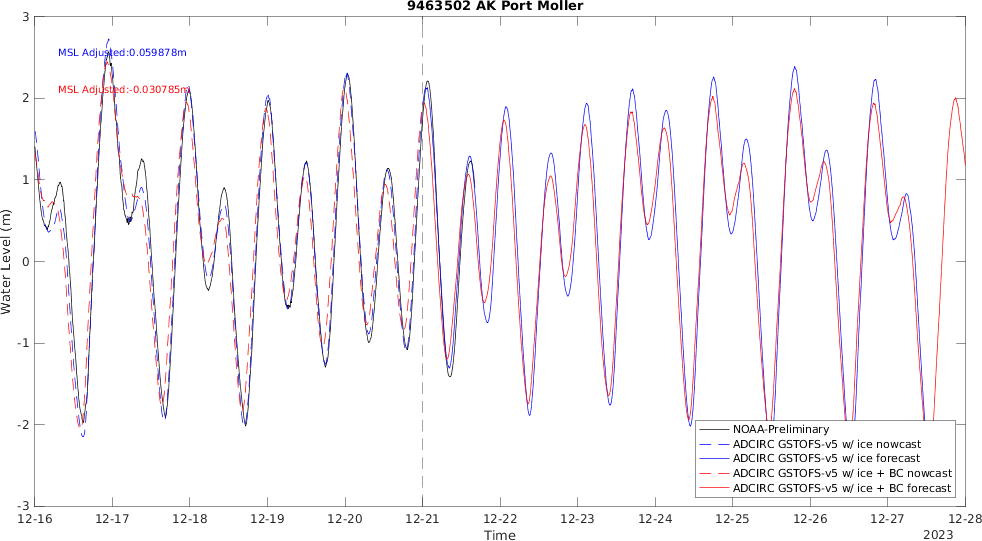 9463502 AK Port Moller
MSL Adjusted:0.059878m
MSL Adjusted:-0.030785m
3
2
1
0
-1
-2
-3
Water Level (m)
NOAA-Preliminary
ADCIRC GSTOFS-v5 w/ ice nowcast
ADCIRC GSTOFS-v5 w/ ice forecast
ADCIRC GSTOFS-v5 w/ ice + BC nowcast
ADCIRC GSTOFS-v5 w/ ice + BC forecast
12-16 12-17 12-18 12-19 12-20 12-21 12-22 12-23 12-24 12-25 12-26 12-27 12-28
Time
2023